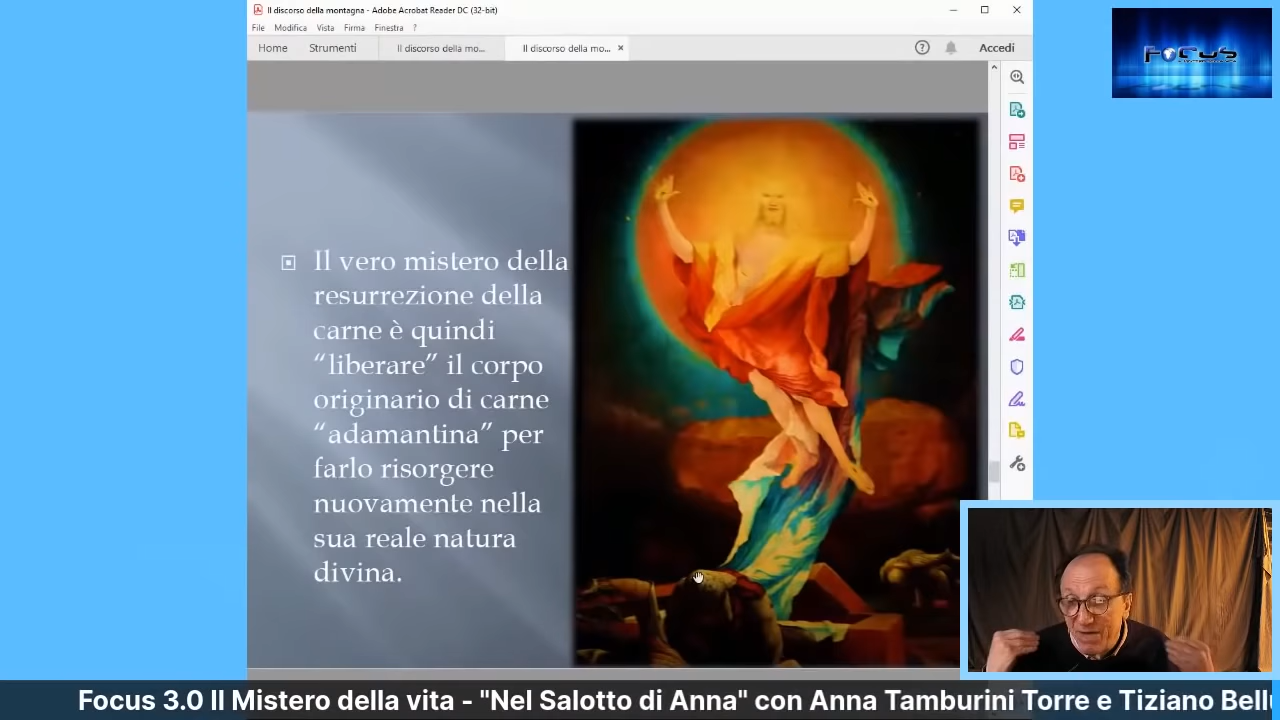 Il discorso della montagna - Adobe Acrobat Reader DC (32-bit)
File Modifica Vista Firma Finestra ?
Home Strumenti Il discorso della mo... Il discorso della mo... × Accedi
FOCUS
Il vero mistero della
resurrezione della
carne è quindi
“liberare” il corpo
originario di carne
“adamantina” per
farlo risorgere
nuovamente nella
sua reale natura
divina.
Focus 3.0 Il Mistero della vita - "Nel Salotto di Anna" con Anna Tamburini Torre e Tiziano